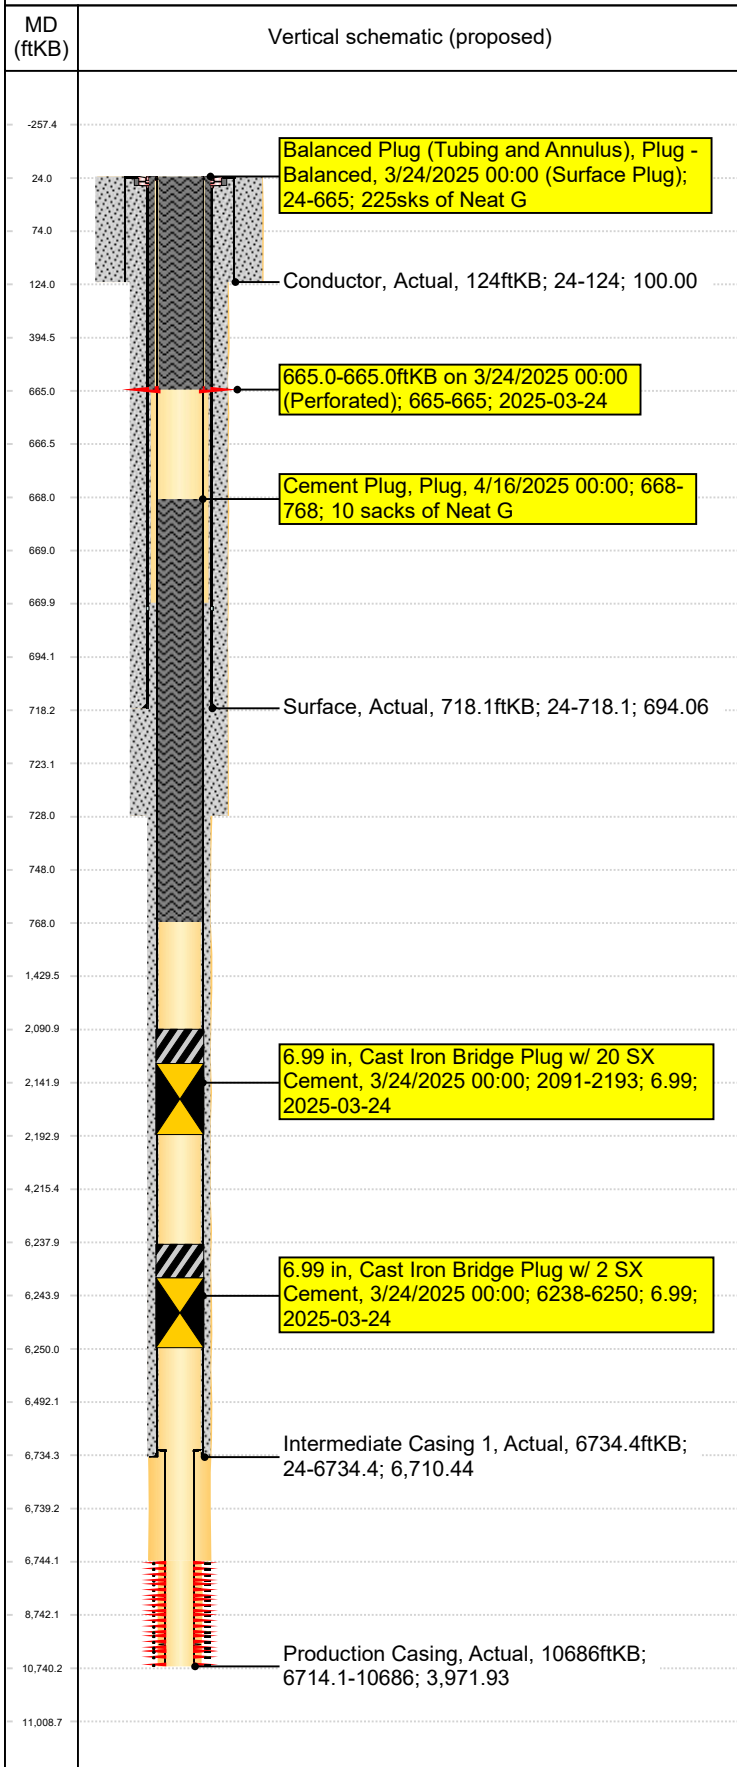 MD
(ftKB)
Vertical schematic (proposed)
-257.4
24.0
74.0
124.0
394.5
665.0
666.5
668.0
669.0
669.9
694.1
718.2
723.1
728.0
748.0
768.0
1,429.5
2,090.9
2,141.9
2,192.9
4,215.4
6,237.9
6,243.9
6,250.0
6,492.1
6,734.3
6,739.2
6,744.1
8,742.1
10,740.2
11,008.7
Balanced Plug (Tubing and Annulus), Plug -
Balanced, 3/24/2025 00:00 (Surface Plug);
24-665; 225sks of Neat G
Conductor, Actual, 124ftKB; 24-124; 100.00
665.0-665.0ftKB on 3/24/2025 00:00
(Perforated); 665-665; 2025-03-24
Cement Plug, Plug, 4/16/2025 00:00; 668-
768; 10 sacks of Neat G
Surface, Actual, 718.1ftKB; 24-718.1; 694.06
6.99 in, Cast Iron Bridge Plug w/ 20 SX
Cement, 3/24/2025 00:00; 2091-2193; 6.99;
2025-03-24
6.99 in, Cast Iron Bridge Plug w/ 2 SX
Cement, 3/24/2025 00:00; 6238-6250; 6.99;
2025-03-24
Intermediate Casing 1, Actual, 6734.4ftKB;
24-6734.4; 6,710.44
Production Casing, Actual, 10686ftKB;
6714.1-10686; 3,971.93